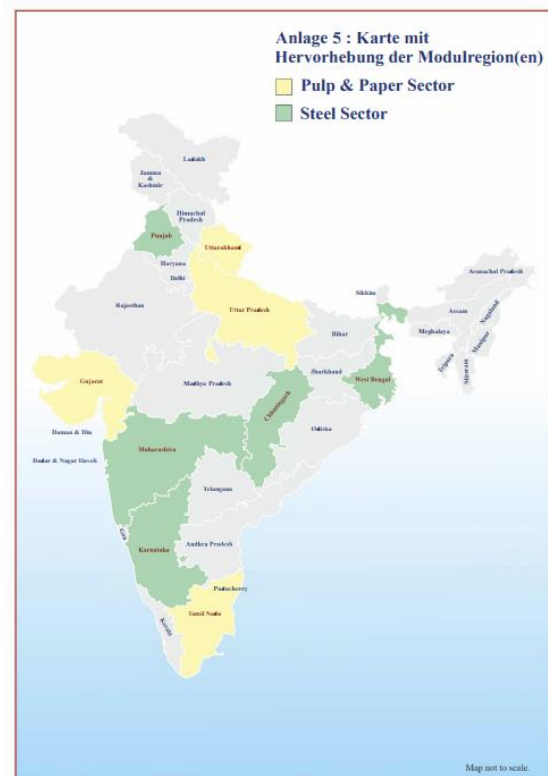 Anlage 5 : Karte mit
Hervorhebung der Modulregion(en)
Pulp & Paper Sector
Steel Sector
Ladakh
Jammu
&
Kashmir
Himachal
Pradesh
Punjab
Uttarakhand
Haryana
Delhi
Arunachal Pradesh
Sikkim
Rajasthan
Uttar Pradesh
Assam
Nagaland
Bihar
Meghalaya
Manipur
Tripura
Mizoram
Gujarat
Madhya Pradesh
Jharkhand
West Bengal
Chhattisgarh
Daman & Diu
Odisha
Maharashtra
Dadar & Nagar Haveli
Telangana
Goa
Karnataka
Andhra Pradesh
Puducherry
Tamil Nadu
Kerala
Map not to scale.